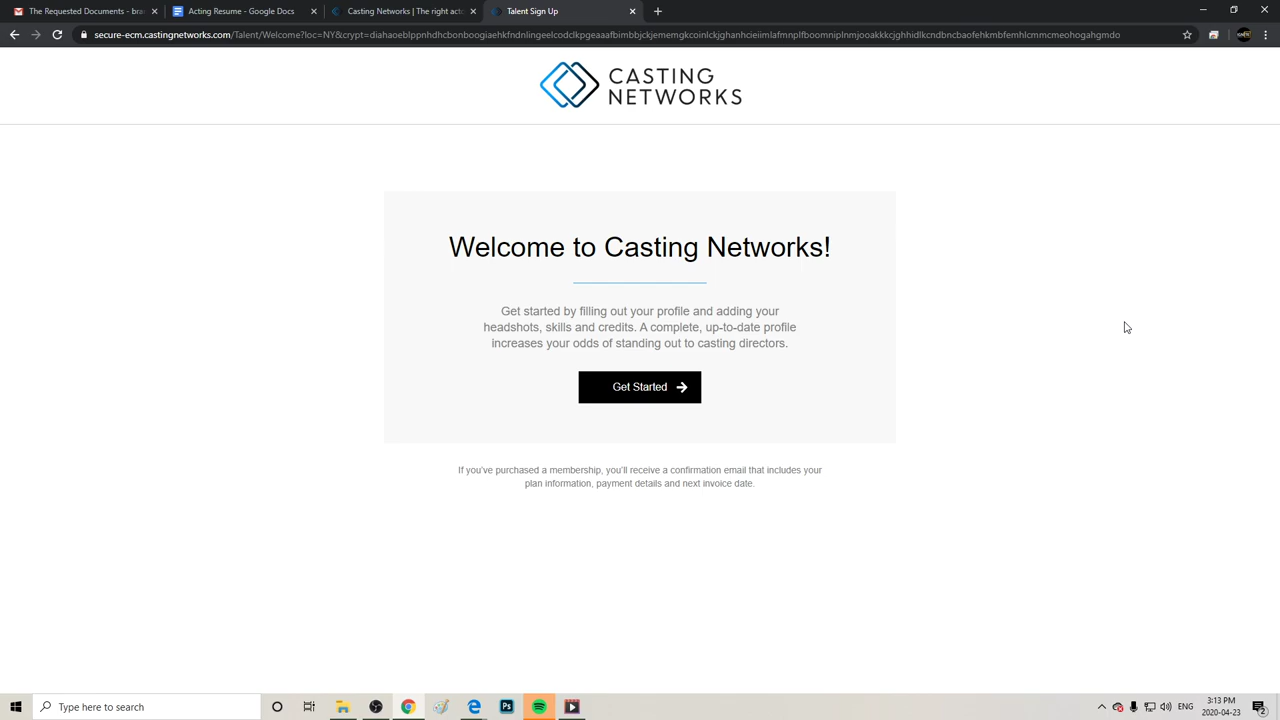 The Requested Documents - bra
Acting Resume - Google Docs
Casting Networks | The right acto
Talent Sign Up
secure-ecm.castingnetworks.com/Talent/Welcome?loc=NY&crypt=diahaoeblppnhdhcbonboogiaehkfndnlingeelcodclkpgeaaafbimbbjckjememgkcoinlckjghanhcieiimlafmnplfboomniplnmjooakkkcjghhidlkcndbncbaofehkmbfemhlcmmcmeohogahgmdo
CASTING
NETWORKS
Welcome to Casting Networks!
Get started by filling out your profile and adding your
headshots, skills and credits. A complete, up-to-date profile
increases your odds of standing out to casting directors.
Get Started
If you've purchased a membership, you'll receive a confirmation email that includes your
plan information, payment details and next invoice date.
Type here to search
Ps
ENG
3:13 PM
2020-04-23